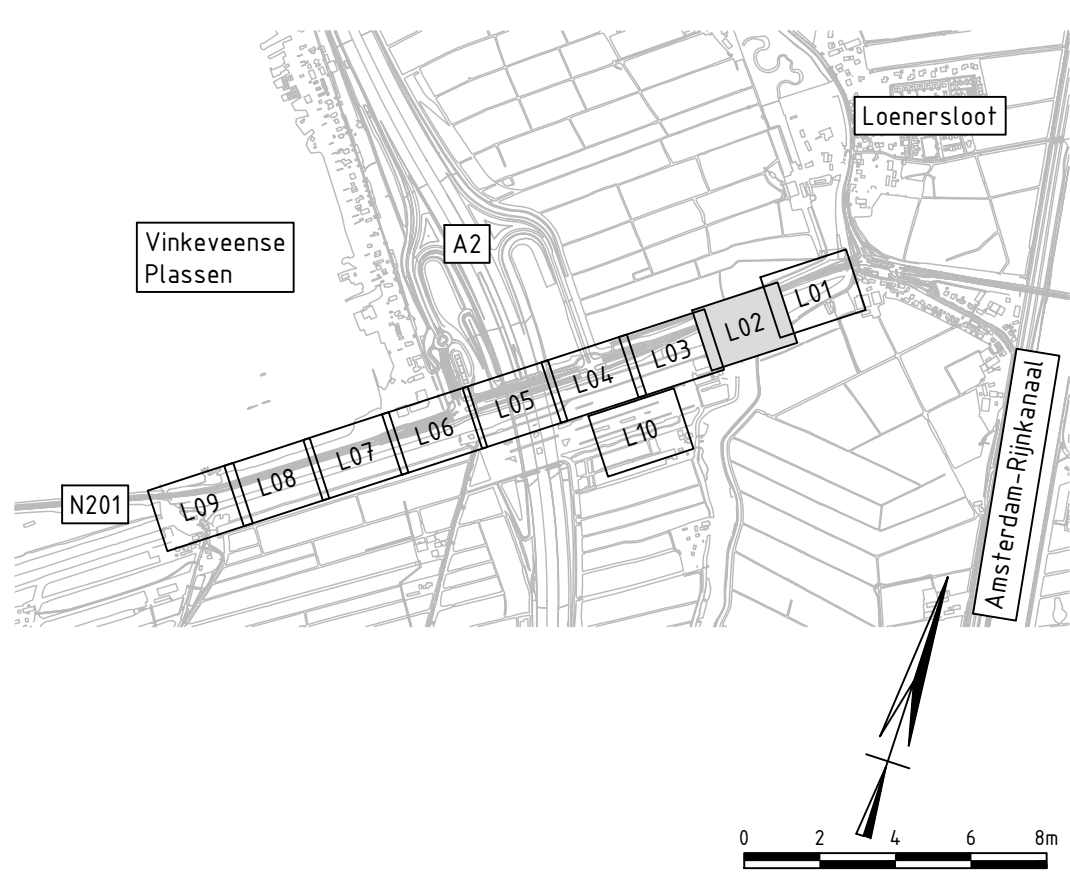 Loenersloot
Vinkeveense
Plassen
A2
L01
L02
L03
L04
L05
L06
L07
L08
L09
L10
N201
Amsterdam-Rijnkanaal
0 2 4 6 8m